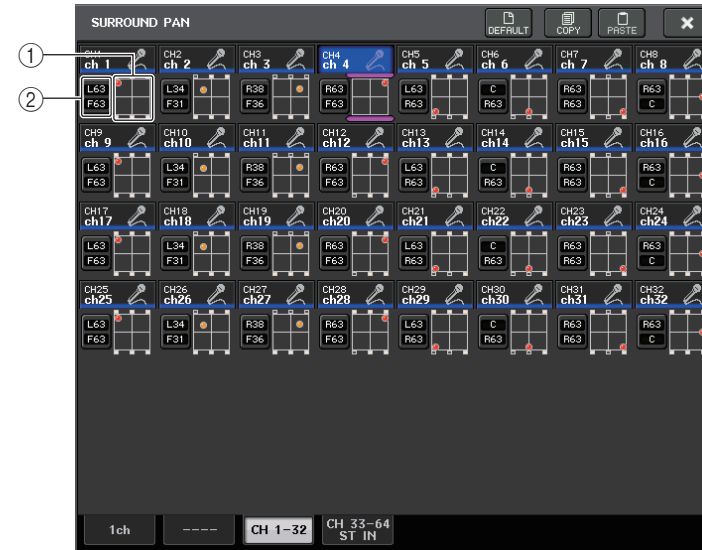 SURROUND PAN DEFAULT COPY PASTE
①
②
CH1 CH2 CH3 CH4 CH5 CH6 CH7 CH8
ch 1 ch 2 ch 3 ch 4 ch 5 ch 6 ch 7 ch 8
L63 L34 R38 R63 L63 C R63 R63
F63 F31 F36 F63 R63 R63 R63 C
CH9 CH10 CH11 CH12 CH13 CH14 CH15 CH16
ch 9 ch10 ch11 ch12 ch13 ch14 ch15 ch16
L63 L34 R38 R63 L63 C R63 R63
F63 F31 F36 F63 R63 R63 R63 C
CH17 CH18 CH19 CH20 CH21 CH22 CH23 CH24
ch17 ch18 ch19 ch20 ch21 ch22 ch23 ch24
L63 L34 R38 R63 L63 C R63 R63
F63 F31 F36 F63 R63 R63 R63 C
CH25 CH26 CH27 CH28 CH29 CH30 CH31 CH32
ch25 ch26 ch27 ch28 ch29 ch30 ch31 ch32
L63 L34 R38 R63 L63 C R63 R63
F63 F31 F36 F63 R63 R63 R63 C
1ch ---- CH 1-32 CH 33-64
ST IN